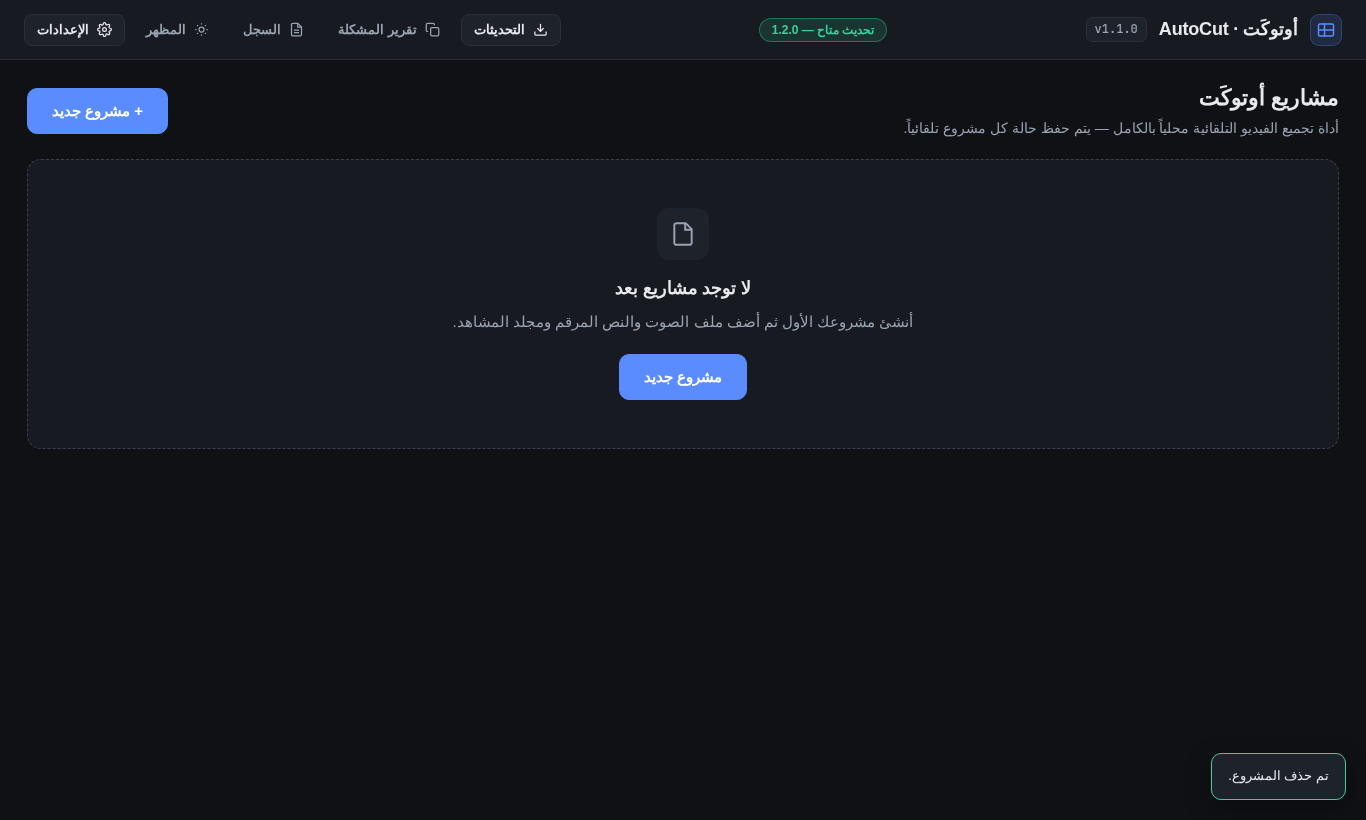 أوتوكَت · AutoCut
v1.1.0
تحديث متاح — 1.2.0
التحديثات
تقرير المشكلة
السجل
المظهر
الإعدادات
مشاريع أوتوكَت
أداة تجميع الفيديو التلقائية محلياً بالكامل — يتم حفظ حالة كل مشروع تلقائياً.
+ مشروع جديد
لا توجد مشاريع بعد
أنشئ مشروعك الأول ثم أضف ملف الصوت والنص المرقم ومجلد المشاهد.
مشروع جديد
تم حذف المشروع.